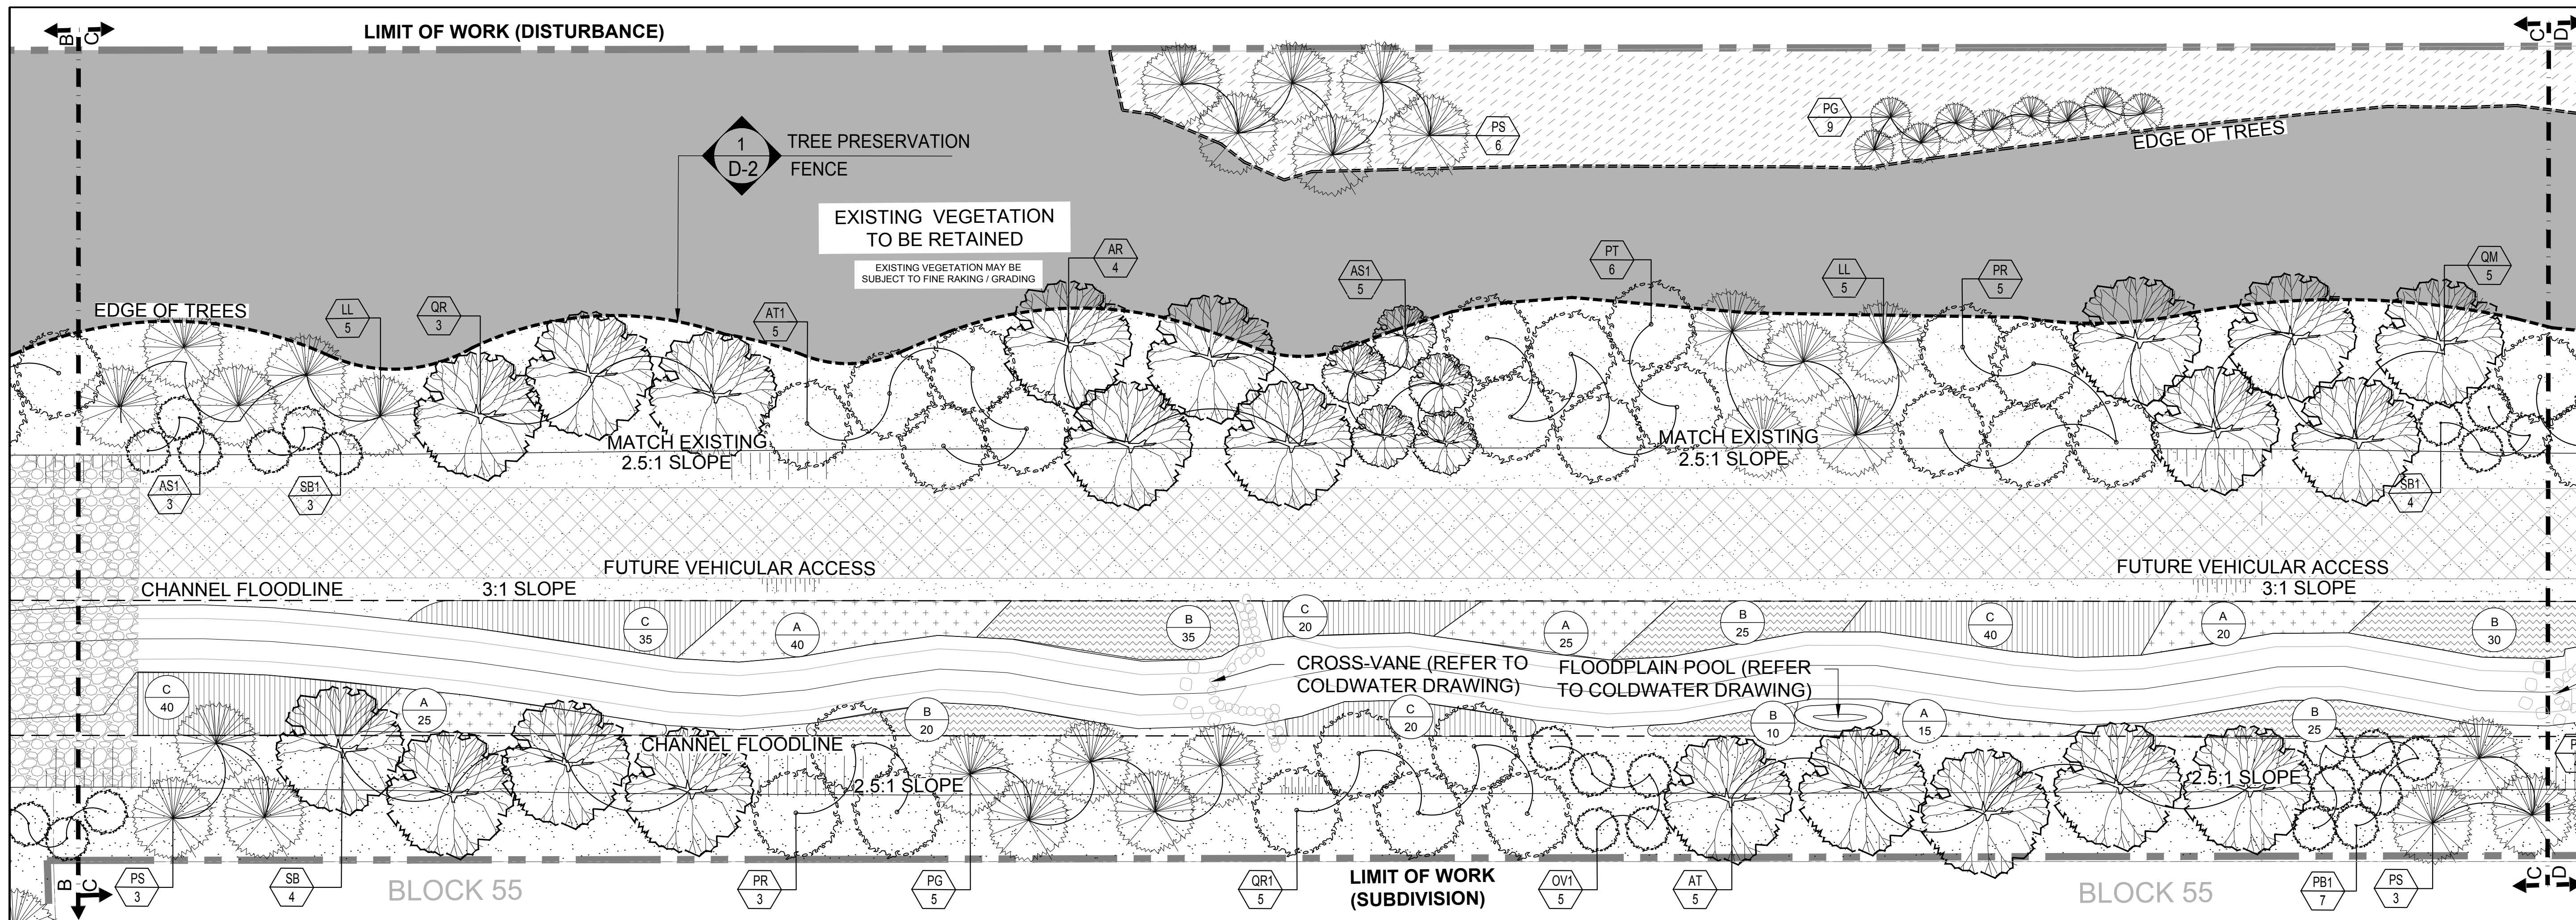 LIMIT OF WORK (DISTURBANCE)
B
C
C
D
1
D-2
TREE PRESERVATION
FENCE
PS
6
PG
9
EDGE OF TREES
EXISTING VEGETATION
TO BE RETAINED
EXISTING VEGETATION MAY BE
SUBJECT TO FINE RAKING / GRADING
AR
4
AS1
5
PT
6
LL
5
PR
5
QM
5
EDGE OF TREES
LL
5
QR
3
AT1
5
MATCH EXISTING
2.5:1 SLOPE
MATCH EXISTING
2.5:1 SLOPE
AS1
3
SB1
3
SB1
4
FUTURE VEHICULAR ACCESS
FUTURE VEHICULAR ACCESS
CHANNEL FLOODLINE
3:1 SLOPE
3:1 SLOPE
C
35
A
40
B
35
C
20
A
25
B
25
C
40
A
20
B
30
CROSS-VANE (REFER TO
COLDWATER DRAWING)
FLOODPLAIN POOL (REFER
TO COLDWATER DRAWING)
C
40
A
25
B
20
C
20
B
10
A
15
B
25
CHANNEL FLOODLINE
2.5:1 SLOPE
2.5:1 SLOPE
B
C
PS
3
SB
4
BLOCK 55
PR
3
PG
5
QR1
5
LIMIT OF WORK
(SUBDIVISION)
OV1
5
AT
5
BLOCK 55
PB1
7
PS
3
C
D